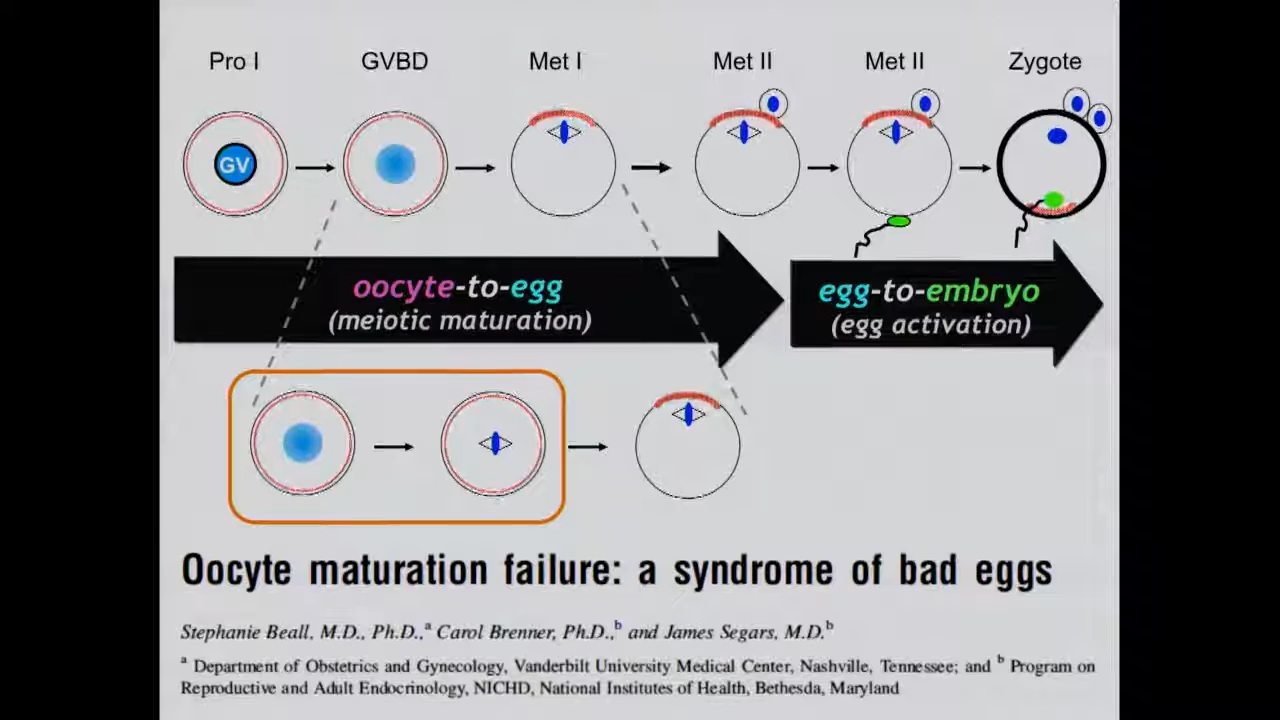 Pro I GVBD Met I Met II Met II Zygote
GV
oocyte-to-egg
(meiotic maturation)
egg-to-embryo
(egg activation)
Oocyte maturation failure: a syndrome of bad eggs
Stephanie Beall, M.D., Ph.D.,a Carol Brenner, Ph.D.,b and James Segars, M.D.b
a Department of Obstetrics and Gynecology, Vanderbilt University Medical Center, Nashville, Tennessee; and b Program on
Reproductive and Adult Endocrinology, NICHD, National Institutes of Health, Bethesda, Maryland